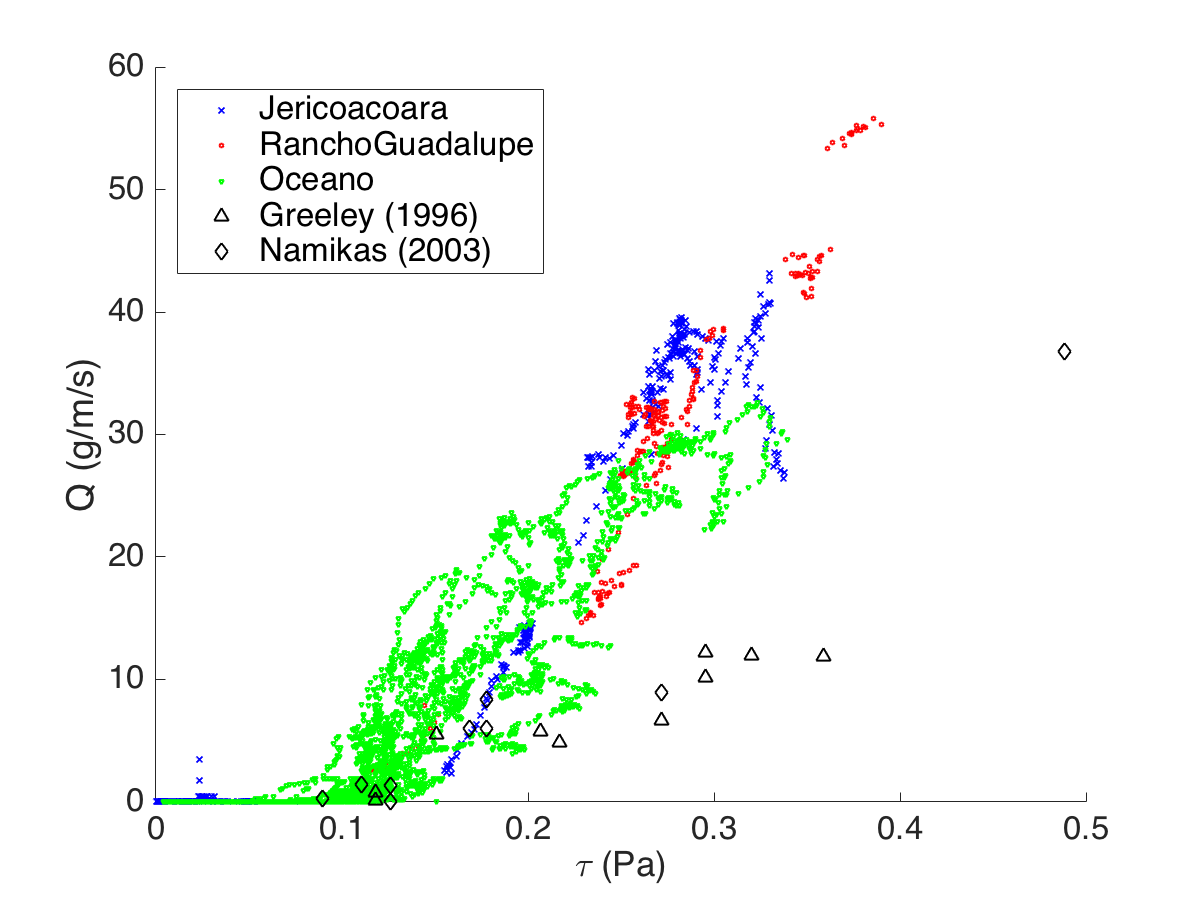 60
50
40
30
20
10
0
Q (g/m/s)
Jericoacoara
RanchoGuadalupe
Oceano
Greeley (1996)
Namikas (2003)
0 0.1 0.2 0.3 0.4 0.5
τ (Pa)